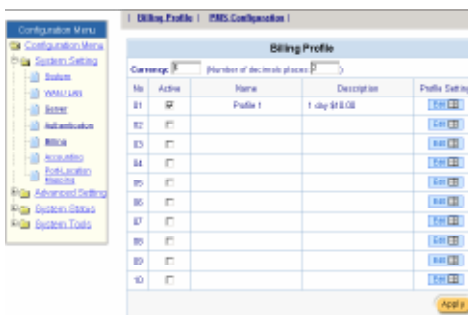 Billing Profile | PMS Configuration |
Configuration Menu
Configuration Menu
System Setting
System
WAN / LAN
Server
Authentication
Billing
Accounting
Port-Location Mapping
Advanced Setting
System Status
System Tools
Billing Profile
Currency: $ (Number of decimals places: 2 )
No Active Name Description Profile Setting
01 Profile 1 1 day $10.00 Edit
02 Edit
03 Edit
04 Edit
05 Edit
06 Edit
07 Edit
08 Edit
09 Edit
10 Edit
Apply